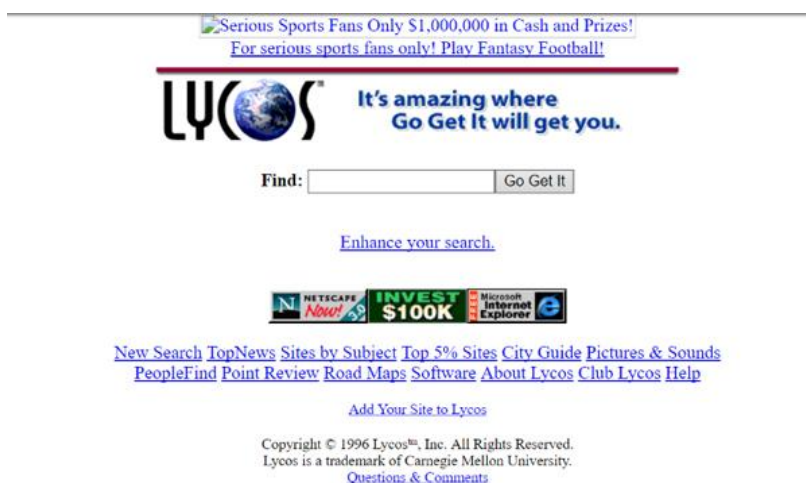 Serious Sports Fans Only $1,000,000 in Cash and Prizes!
For serious sports fans only! Play Fantasy Football!
LYCOS
It's amazing where
Go Get It will get you.
Find: Go Get It
Enhance your search.
N NETSCAPE Now! 3.0 INVEST $100K FREE Microsoft Internet Explorer
New Search TopNews Sites by Subject Top 5% Sites City Guide Pictures & Sounds
PeopleFind Point Review Road Maps Software About Lycos Club Lycos Help
Add Your Site to Lycos
Copyright © 1996 Lycos™, Inc. All Rights Reserved.
Lycos is a trademark of Carnegie Mellon University.
Questions & Comments